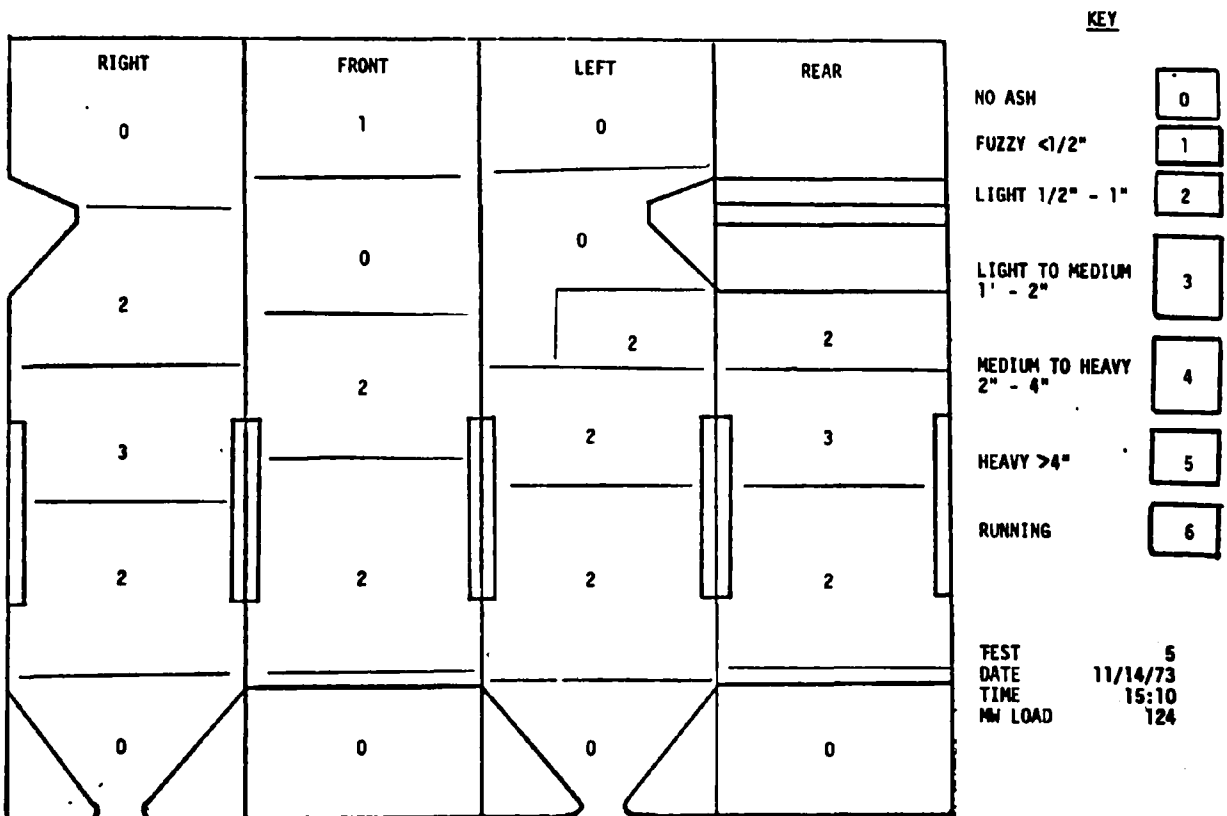 KEY
RIGHT FRONT LEFT REAR
0 1 0
0
0
2
2 2
2
2 3
3
2 2 2
2
0 0 0 0
NO ASH 0
FUZZY <1/2" 1
LIGHT 1/2" - 1" 2
LIGHT TO MEDIUM
1' - 2" 3
MEDIUM TO HEAVY
2" - 4" 4
HEAVY >4" 5
RUNNING 6
TEST 5
DATE 11/14/73
TIME 15:10
MW LOAD 124